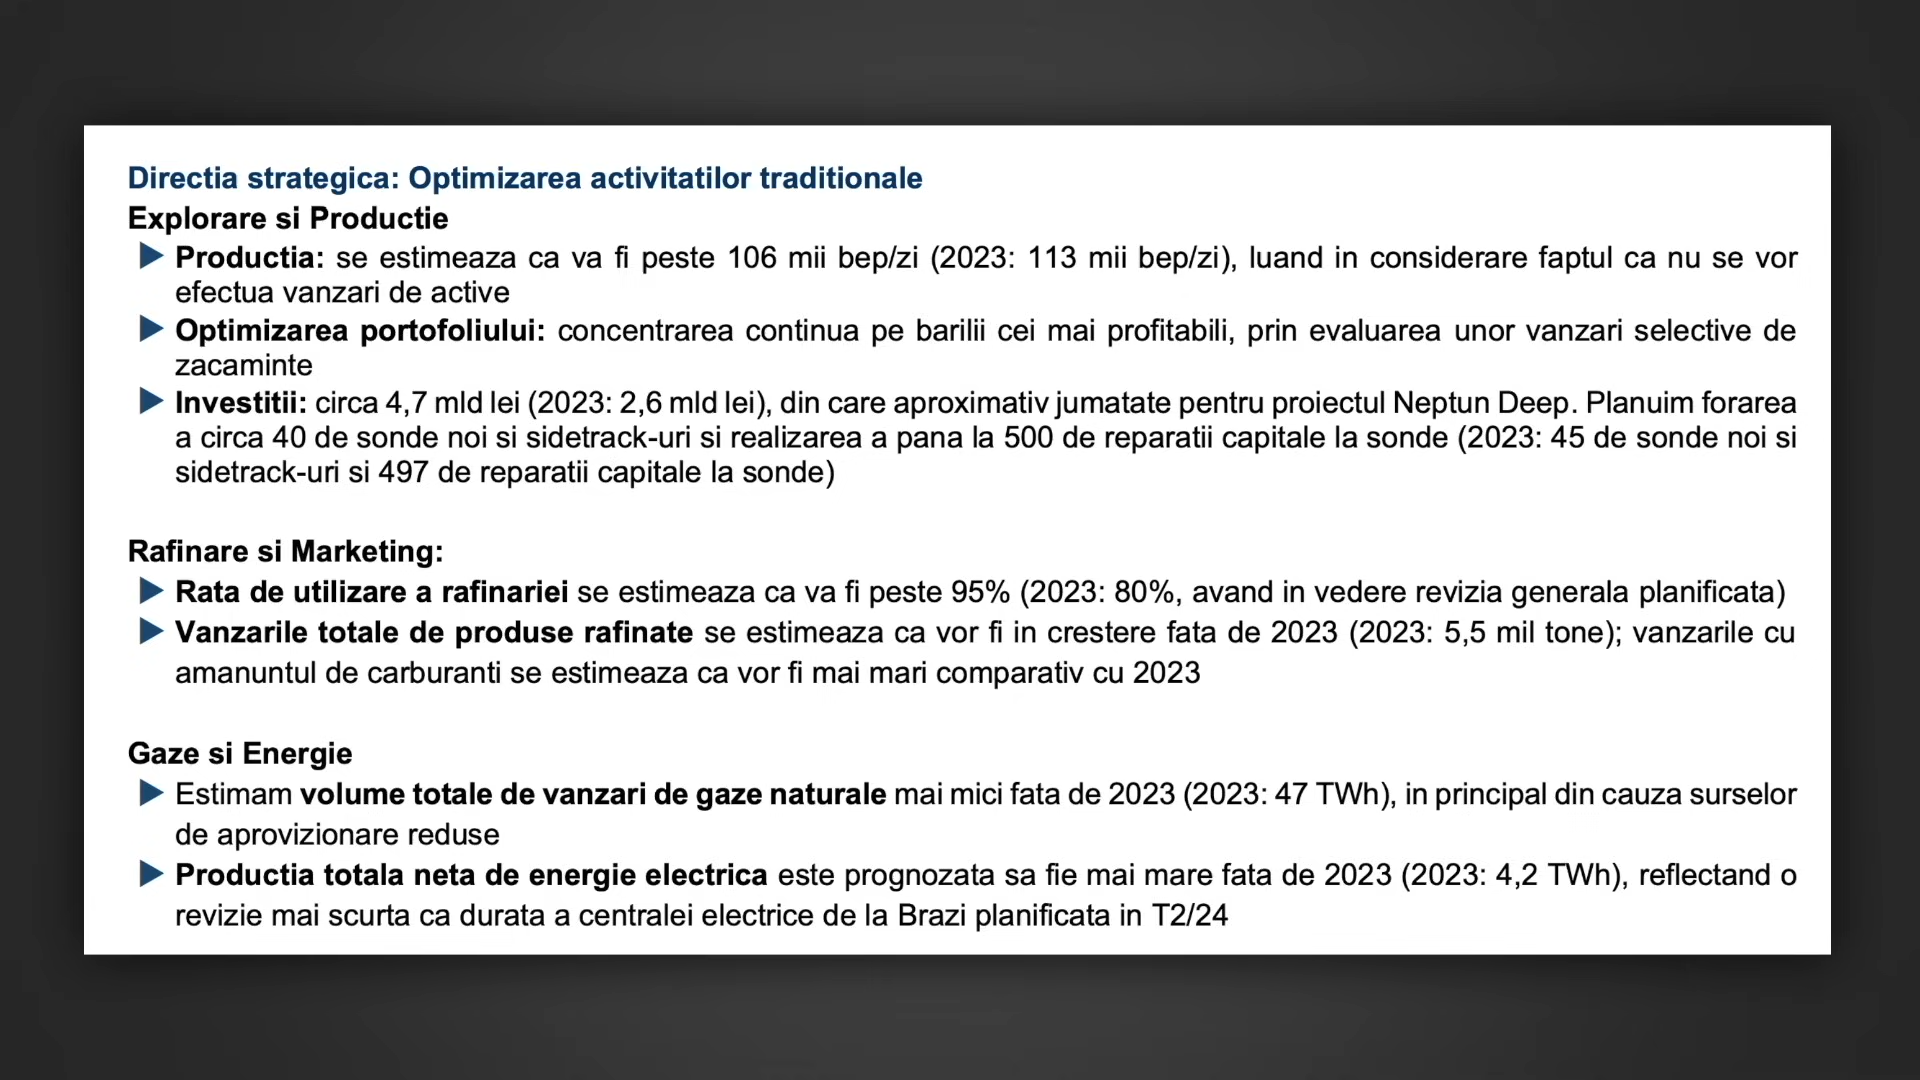 Directia strategica: Optimizarea activitatilor traditionale
Explorare si Productie
Productia: se estimeaza ca va fi peste 106 mii bep/zi (2023: 113 mii bep/zi), luand in considerare faptul ca nu se vor
efectua vanzari de active
Optimizarea portofoliului: concentrarea continua pe barilii cei mai profitabili, prin evaluarea unor vanzari selective de
zacaminte
Investitii: circa 4,7 mld lei (2023: 2,6 mld lei), din care aproximativ jumatate pentru proiectul Neptun Deep. Planuim forarea
a circa 40 de sonde noi si sidetrack-uri si realizarea a pana la 500 de reparatii capitale la sonde (2023: 45 de sonde noi si
sidetrack-uri si 497 de reparatii capitale la sonde)
Rafinare si Marketing:
Rata de utilizare a rafinariei se estimeaza ca va fi peste 95% (2023: 80%, avand in vedere revizia generala planificata)
Vanzarile totale de produse rafinate se estimeaza ca vor fi in crestere fata de 2023 (2023: 5,5 mil tone); vanzarile cu
amanuntul de carburanti se estimeaza ca vor fi mai mari comparativ cu 2023
Gaze si Energie
Estimam volume totale de vanzari de gaze naturale mai mici fata de 2023 (2023: 47 TWh), in principal din cauza surselor
de aprovizionare reduse
Productia totala neta de energie electrica este prognozata sa fie mai mare fata de 2023 (2023: 4,2 TWh), reflectand o
revizie mai scurta ca durata a centralei electrice de la Brazi planificata in T2/24